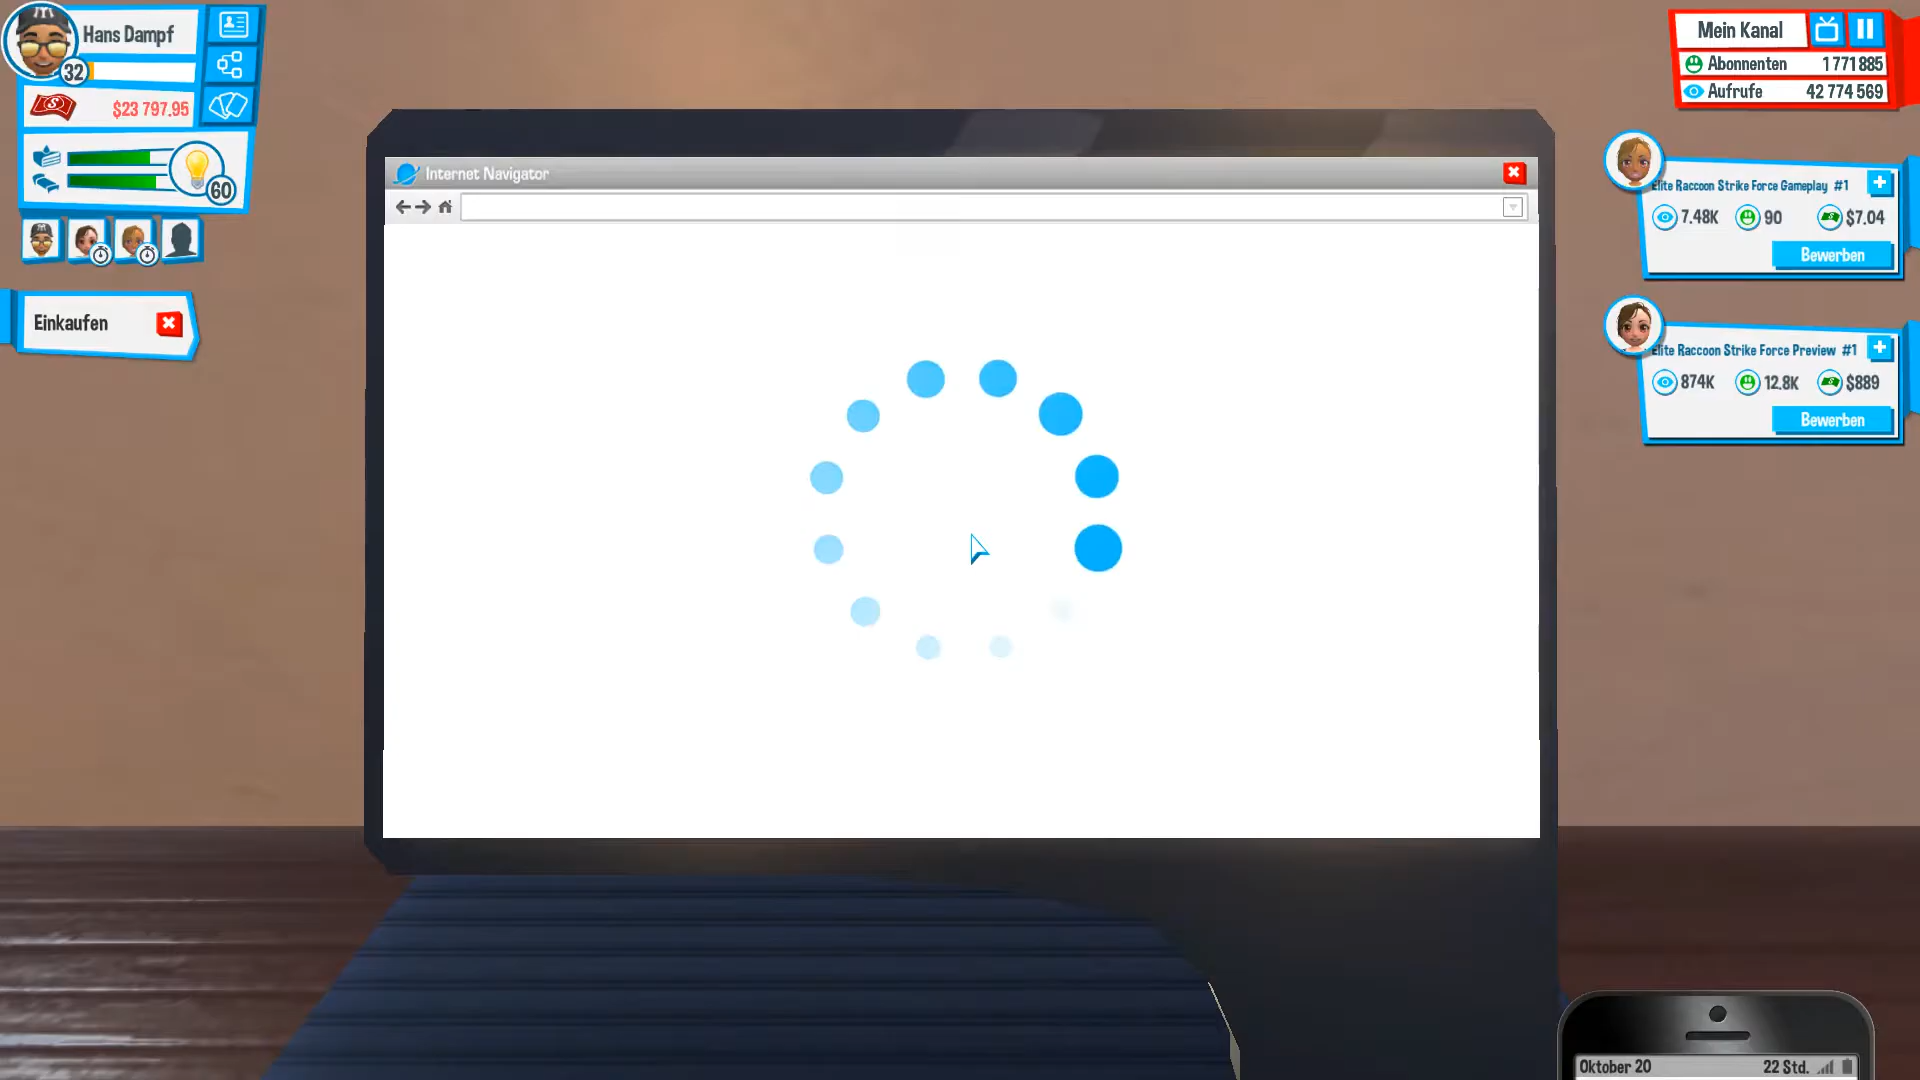 Hans Dampf
32
$23 797.95
60
Einkaufen
Internet Navigator
Mein Kanal
Abonnenten 1 771 885
Aufrufe 42 774 569
Elite Raccoon Strike Force Gameplay #1
7.48K 90 $7.04
Bewerben
Elite Raccoon Strike Force Preview #1
874K 12.8K $889
Bewerben
Oktober 20 22 Std.